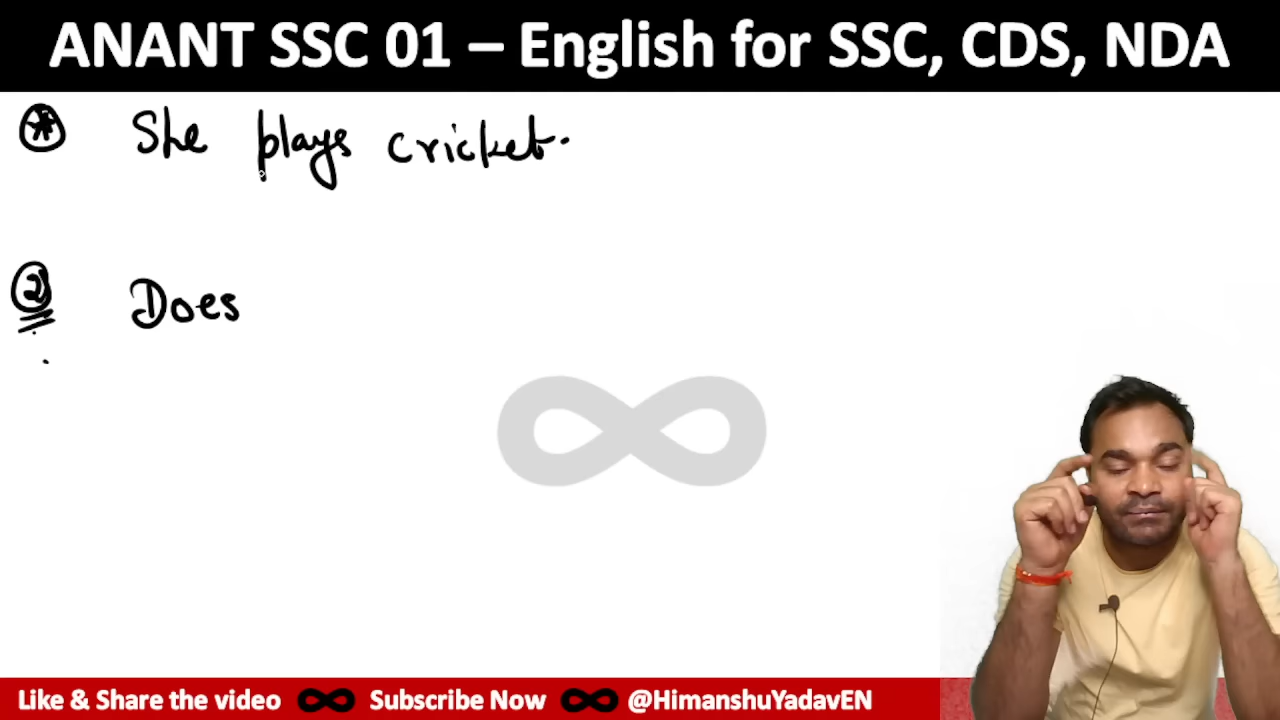 ANANT SSC 01 – English for SSC, CDS, NDA
* She plays cricket.
2 Does
Like & Share the video Subscribe Now @HimanshuYadavEN